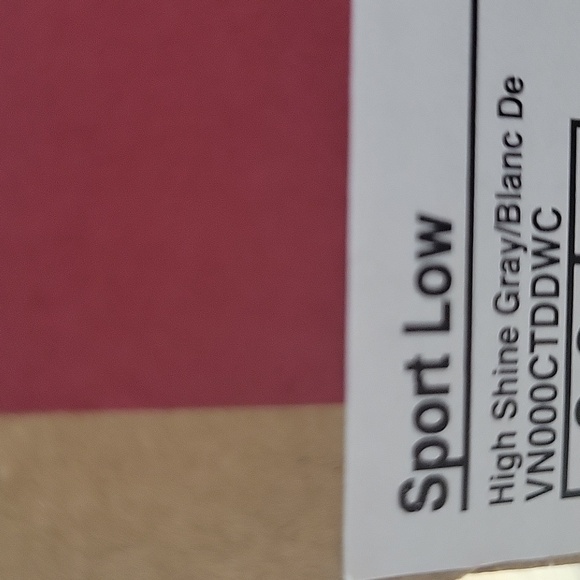 Sport Low
High Shine Gray/Blanc De
VN000CTDDWC